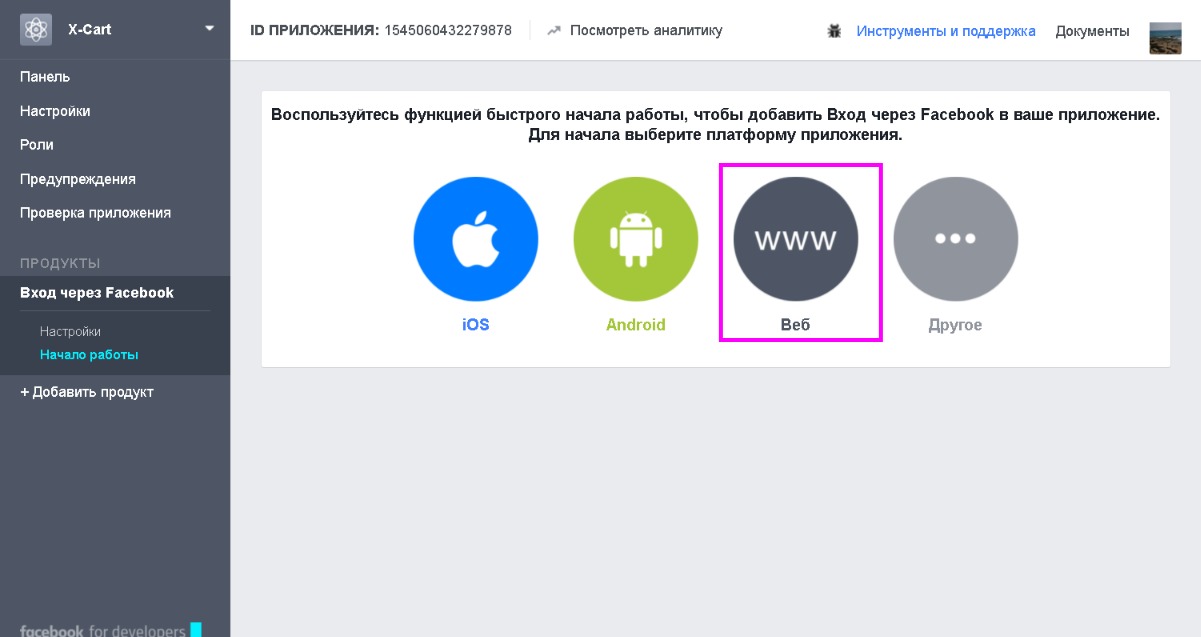 X-Cart
ID ПРИЛОЖЕНИЯ: 1545060432279878
Посмотреть аналитику
Инструменты и поддержка
Документы
Панель
Настройки
Роли
Предупреждения
Проверка приложения
ПРОДУКТЫ
Вход через Facebook
Настройки
Начало работы
+ Добавить продукт
facebook for developers
Воспользуйтесь функцией быстрого начала работы, чтобы добавить Вход через Facebook в ваше приложение.
Для начала выберите платформу приложения.
www
iOS
Android
Веб
Другое